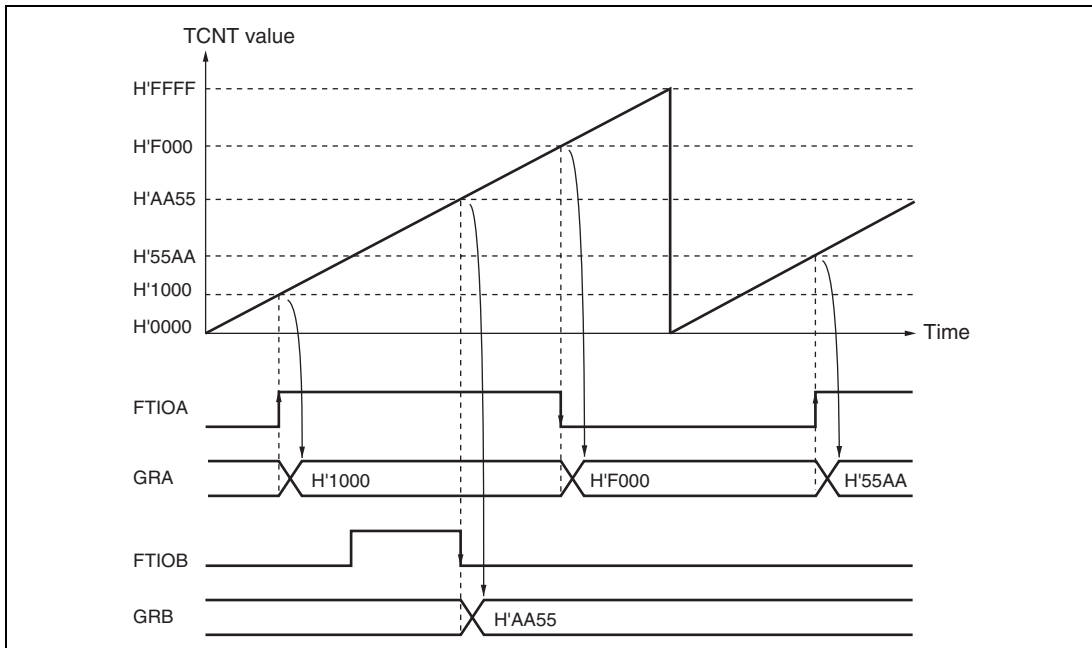 TCNT value
H'FFFF
H'F000
H'AA55
H'55AA
H'1000
H'0000
Time
FTIOA
GRA
H'1000
H'F000
H'55AA
FTIOB
GRB
H'AA55